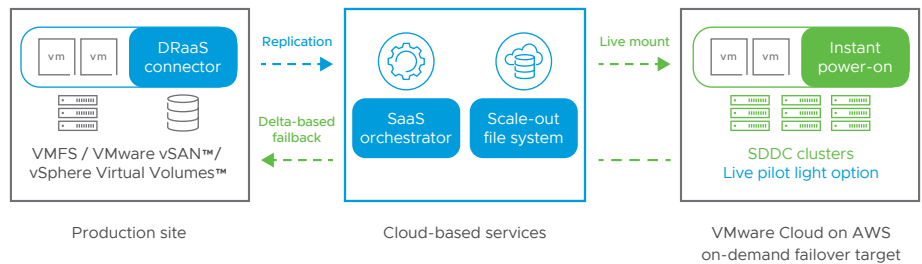 vm
vm
DRaaS
connector
VMFS / VMware vSAN™/
vSphere Virtual Volumes™
Production site
Replication
Delta-based
failback
SaaS
orchestrator
Scale-out
file system
Cloud-based services
Live mount
vm
vm
Instant
power-on
SDDC clusters
Live pilot light option
VMware Cloud on AWS
on-demand failover target